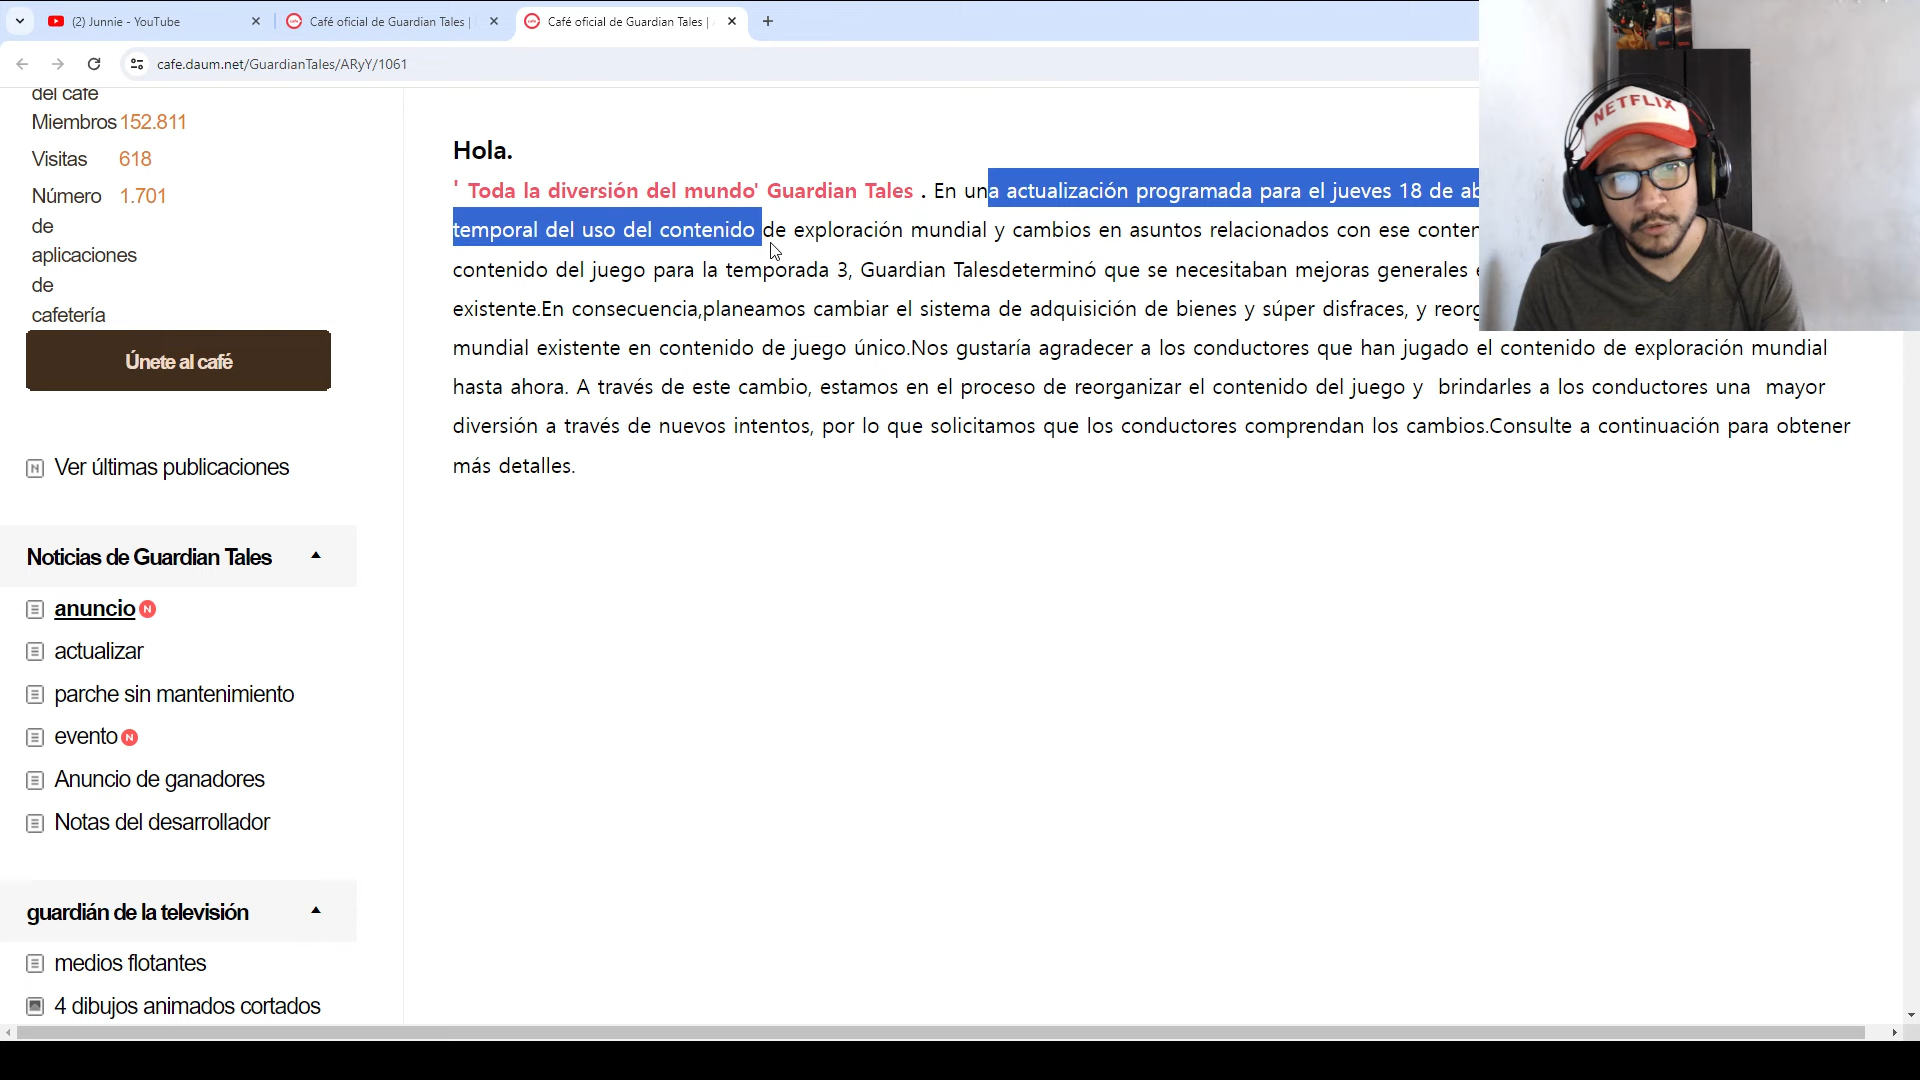 (2) Junnie - YouTube
Café oficial de Guardian Tales |
Café oficial de Guardian Tales |
cafe.daum.net/GuardianTales/ARyY/1061
del café
Miembros 152.811
Visitas 618
Número 1.701
de
aplicaciones
de
cafetería
Únete al café
N Ver últimas publicaciones
Noticias de Guardian Tales
anuncio N
actualizar
parche sin mantenimiento
evento N
Anuncio de ganadores
Notas del desarrollador
guardián de la televisión
medios flotantes
4 dibujos animados cortados
Hola.
' Toda la diversión del mundo' Guardian Tales . En una actualización programada para el jueves 18 de
temporal del uso del contenido de exploración mundial y cambios en asuntos relacionados con ese
contenido del juego para la temporada 3, Guardian Talesdeterminó que se necesitaban mejoras generales
existente.En consecuencia,planeamos cambiar el sistema de adquisición de bienes y súper disfraces, y
mundial existente en contenido de juego único.Nos gustaría agradecer a los conductores que han jugado el contenido de exploración mundial
hasta ahora. A través de este cambio, estamos en el proceso de reorganizar el contenido del juego y brindarles a los conductores una mayor
diversión a través de nuevos intentos, por lo que solicitamos que los conductores comprendan los cambios.Consulte a continuación para obtener
más detalles.
NETFLIX